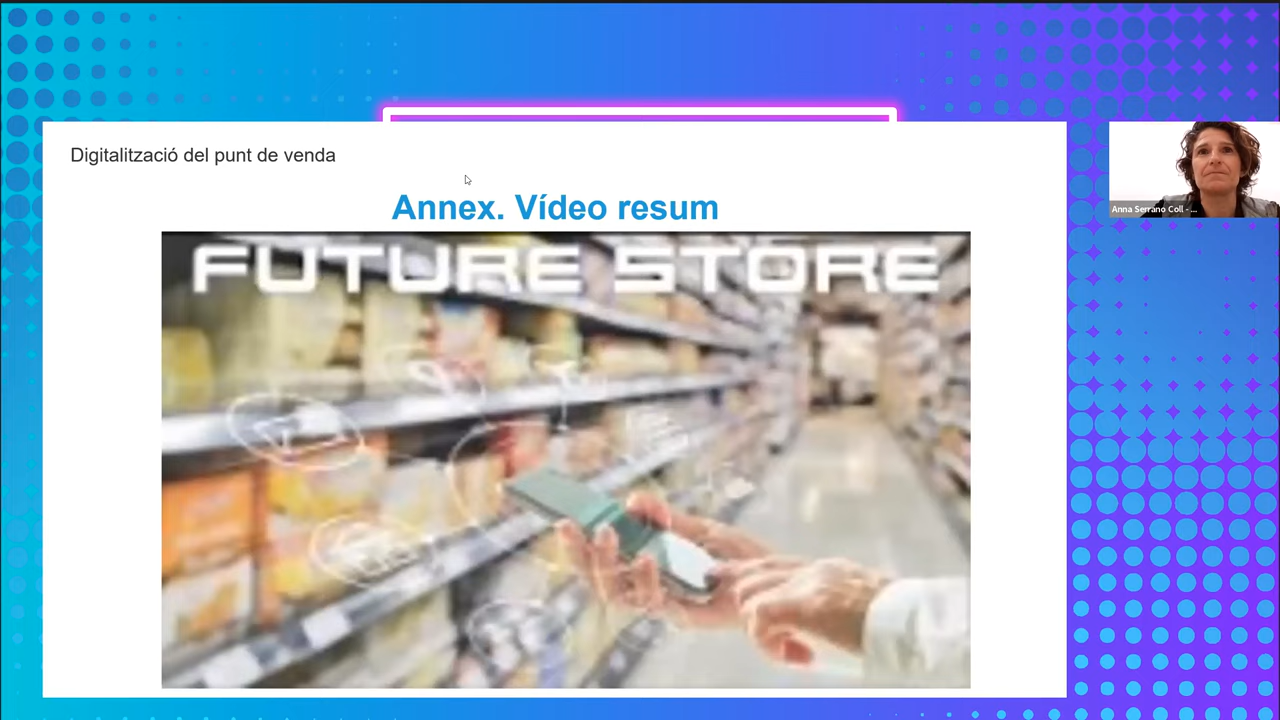 Digitalització del punt de venda
Annex. Vídeo resum
FUTURE STORE
Anna Serrano Coll - ...